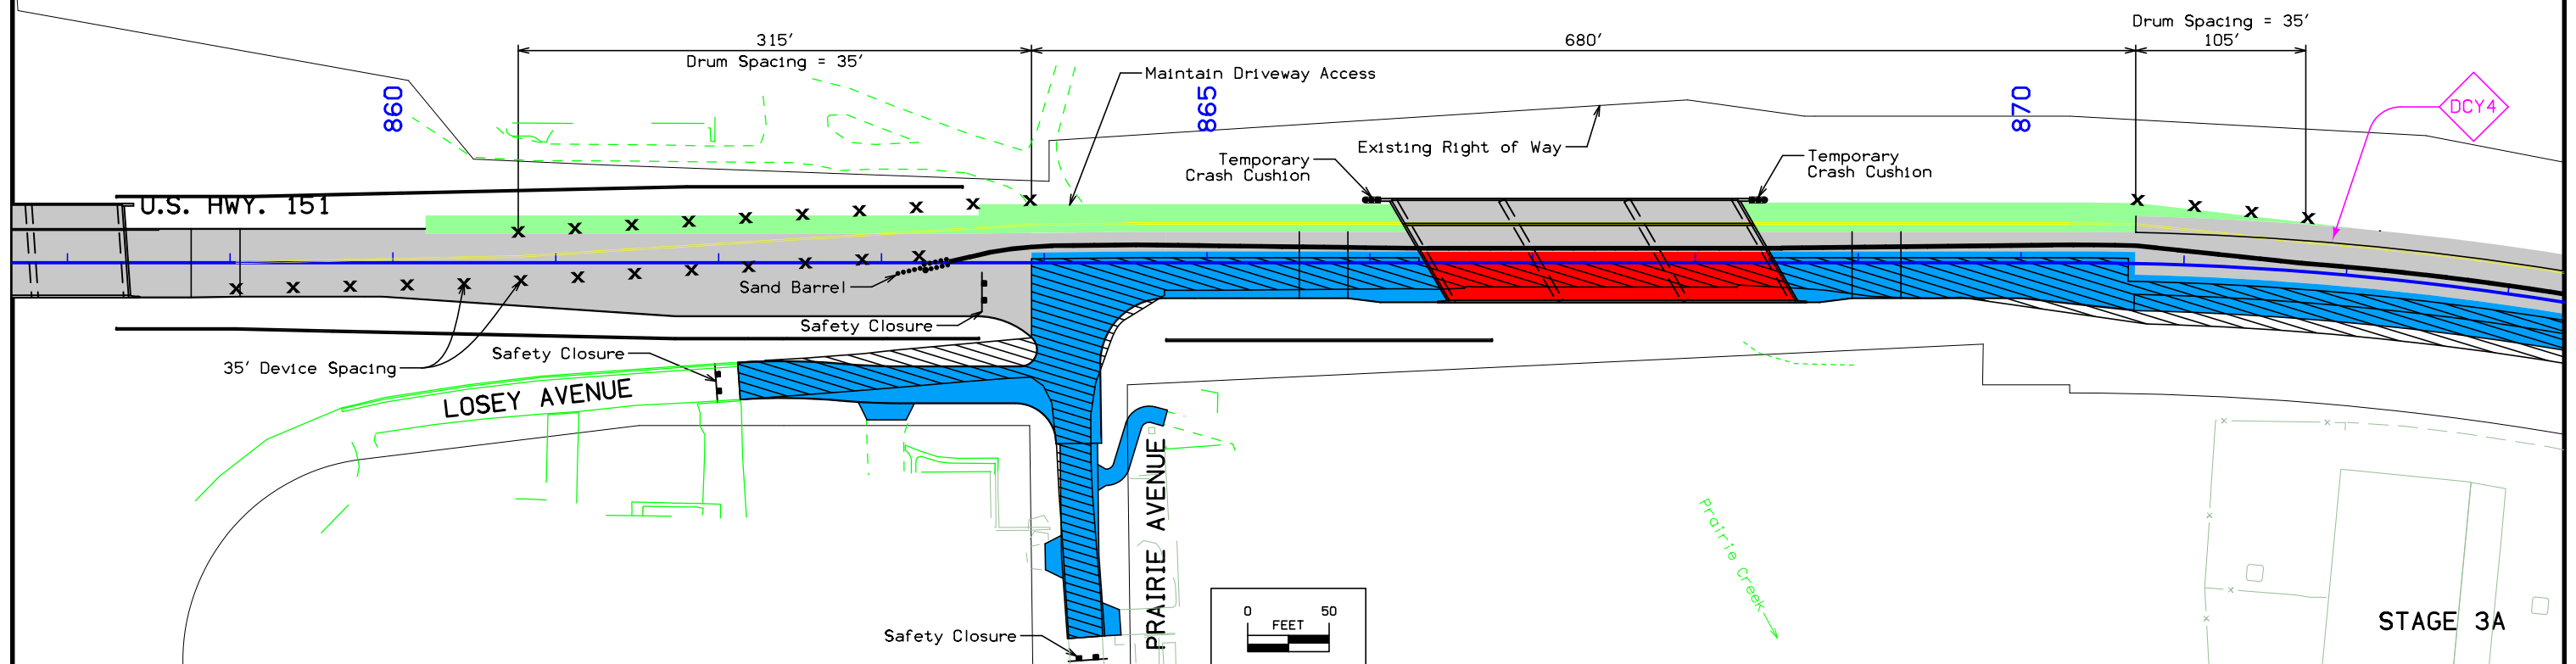 Drum Spacing = 35'
315'
680'
105'
Drum Spacing = 35'
Maintain Driveway Access
860
865
870
DCY4
Existing Right of Way
Temporary
Crash Cushion
Temporary
Crash Cushion
U.S. HWY. 151
Sand Barrel
Safety Closure
Safety Closure
35' Device Spacing
LOSEY AVENUE
PRAIRIE AVENUE
Prairie Creek
0 50
FEET
STAGE 3A
Safety Closure